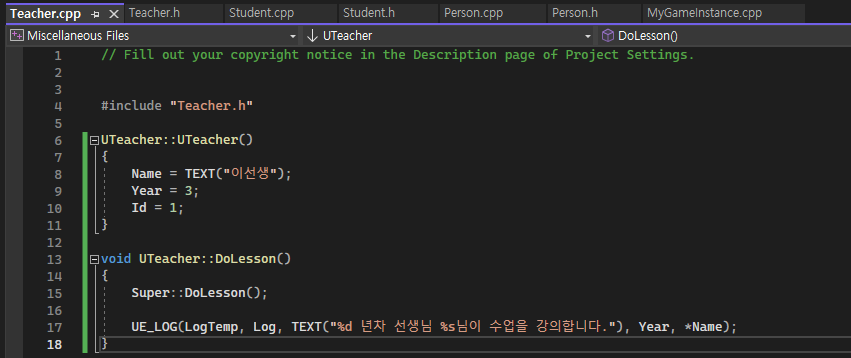 Teacher.cpp Teacher.h Student.cpp Student.h Person.cpp Person.h MyGameInstance.cpp
Miscellaneous Files UTeacher DoLesson()
1 // Fill out your copyright notice in the Description page of Project Settings.
2
3
4 #include "Teacher.h"
5
6 UTeacher::UTeacher()
7 {
8 Name = TEXT("이선생");
9 Year = 3;
10 Id = 1;
11 }
12
13 void UTeacher::DoLesson()
14 {
15 Super::DoLesson();
16
17 UE_LOG(LogTemp, Log, TEXT("%d 년차 선생님 %s님이 수업을 강의합니다."), Year, *Name);
18 }